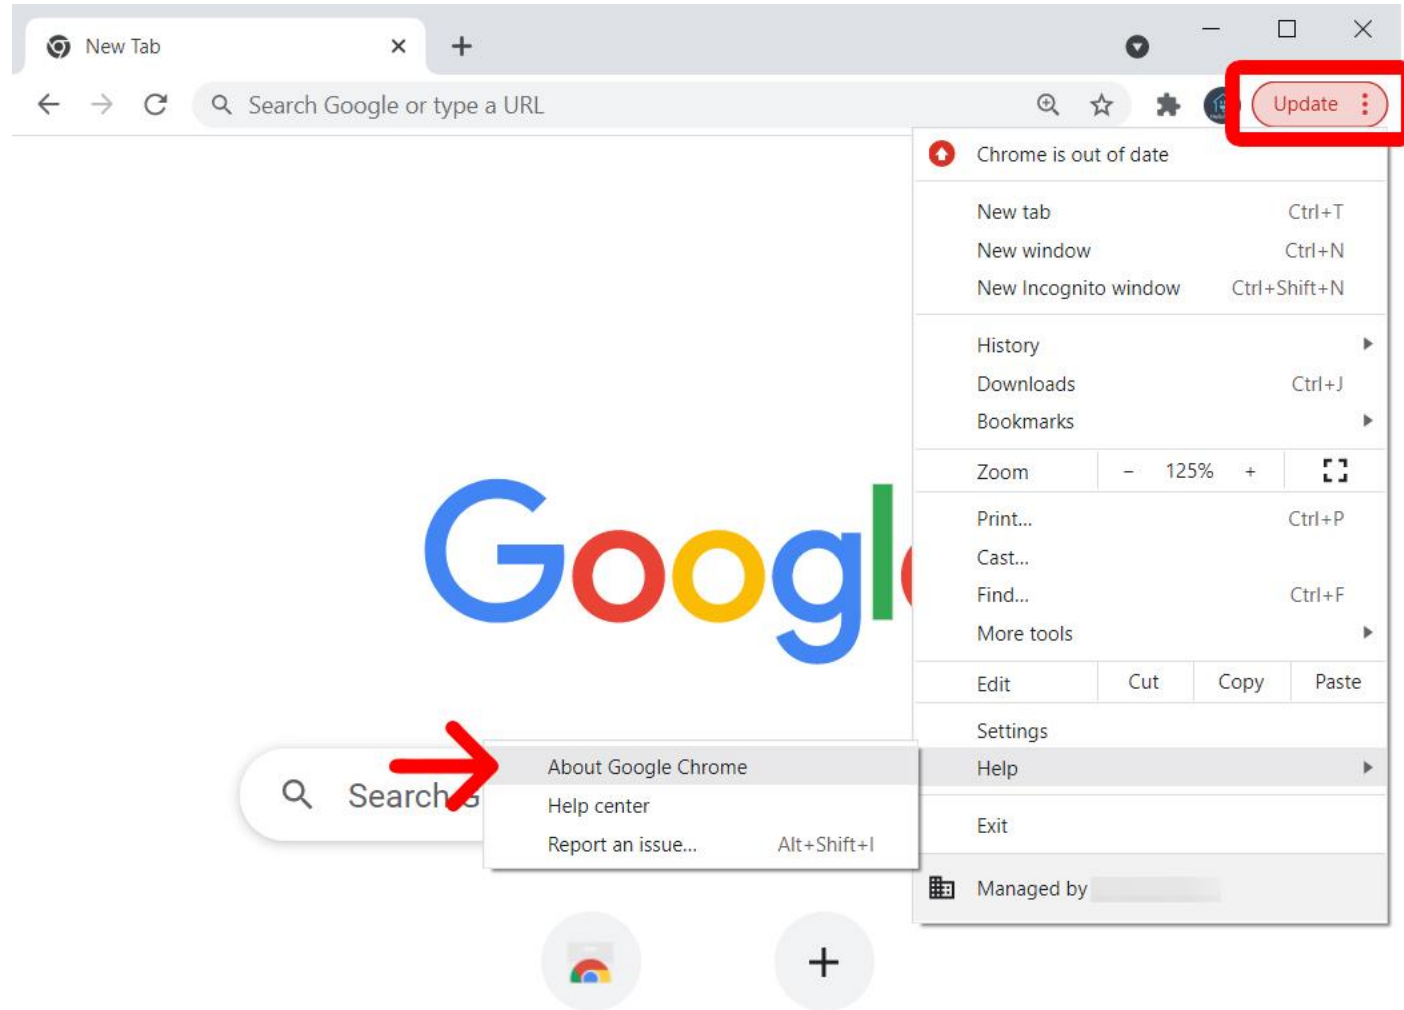 New Tab
Search Google or type a URL
Update
Chrome is out of date
New tab Ctrl+T
New window Ctrl+N
New Incognito window Ctrl+Shift+N
History
Downloads Ctrl+J
Bookmarks
Zoom - 125% +
Print... Ctrl+P
Cast...
Find... Ctrl+F
More tools
Edit Cut Copy Paste
Settings
Help
Exit
Managed by
Google
Search G
About Google Chrome
Help center
Report an issue... Alt+Shift+I